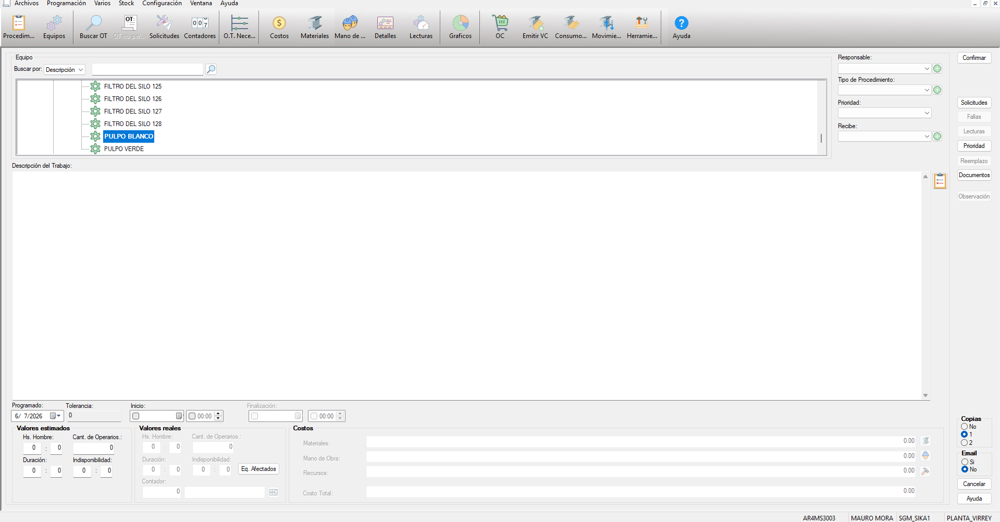 Archivos Programación Varios Stock Configuración Ventana Ayuda
Procedim... Equipos Buscar OT OT no per... Solicitudes Contadores O.T. Nece... Costos Materiales Mano de ... Detalles Lecturas Graficos OC Emitir VC Consumo... Movimie... Herramie... Ayuda
Equipo
Buscar por: Descripción
FILTRO DEL SILO 125
FILTRO DEL SILO 126
FILTRO DEL SILO 127
FILTRO DEL SILO 128
PULPO BLANCO
PULPO VERDE
Responsable:
Tipo de Procedimiento:
Prioridad:
Recibe:
Confirmar
Solicitudes
Fallas
Lecturas
Prioridad
Reemplazo
Documentos
Observación
Descripción del Trabajo:
Programado: Tolerancia: Inicio: Finalización:
6/ 7/2026 0 00:00 00:00
Valores estimados
Hs. Hombre: Cant. de Operarios.:
0 : 0 0
Duración: Indisponibilidad:
0 : 0 0 : 0
Valores reales
Hs. Hombre: Cant. de Operarios.:
0 : 0 0
Duración: Indisponibilidad:
0 : 0 0 : 0 Eq. Afectados
Contador:
0
Costos
Materiales: 0.00
Mano de Obra: 0.00
Recursos: 0.00
Costo Total: 0.00
Copias
No
1
2
Email
Si
No
Cancelar
Ayuda
AR4MS3003 MAURO MORA SGM_SIKA1 PLANTA_VIRREY